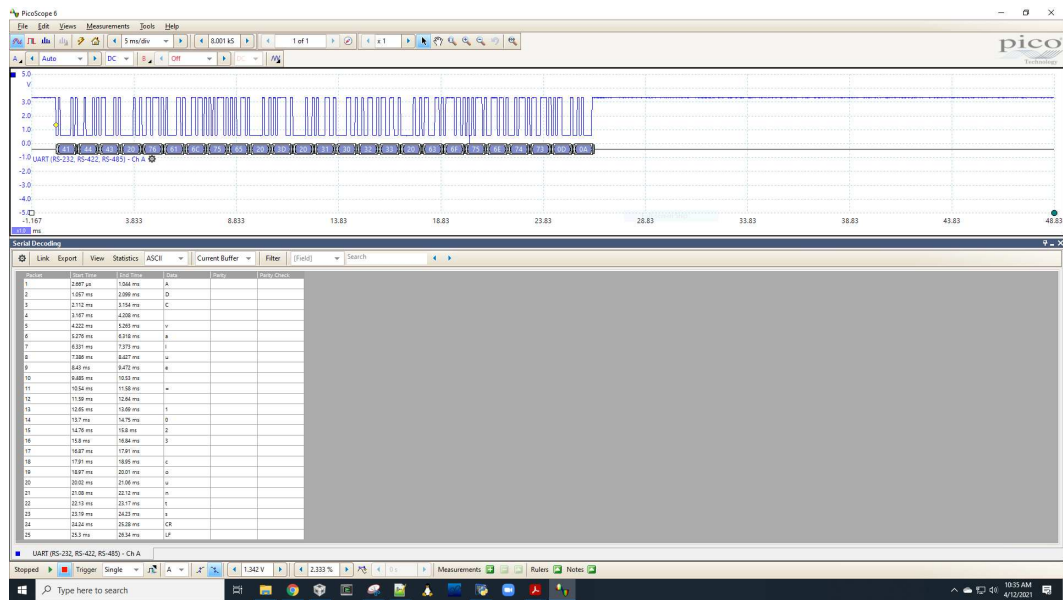 PicoScope 6
File Edit Views Measurements Tools Help
5 ms/div 8.001 kS 1 of 1 x 1
pico
Technology
A Auto DC B Off DC
5.0
V
3.0
2.0
1.0
0.0
41 44 43 20 76 61 6C 75 65 20 3D 20 31 30 32 33 20 63 6F 75 6E 74 73 0D 0A
-1.0 UART (RS-232, RS-422, RS-485) - Ch A
-2.0
-3.0
-4.0
-5.0
-1.167 3.833 8.833 13.83 18.83 23.83 28.83 33.83 38.83 43.83 48.83
x1.0 ms
Serial Decoding
Link Export View Statistics ASCII Current Buffer Filter [Field] Search
Packet Start Time End Time Data Parity Parity Check
1 2.667 µs 1.044 ms A
2 1.057 ms 2.099 ms D
3 2.112 ms 3.154 ms C
4 3.167 ms 4.208 ms
5 4.222 ms 5.263 ms v
6 5.276 ms 6.318 ms a
7 6.331 ms 7.373 ms l
8 7.386 ms 8.427 ms u
9 8.43 ms 9.472 ms e
10 9.485 ms 10.53 ms
11 10.54 ms 11.58 ms =
12 11.59 ms 12.64 ms
13 12.65 ms 13.69 ms 1
14 13.7 ms 14.75 ms 0
15 14.76 ms 15.8 ms 2
16 15.8 ms 16.84 ms 3
17 16.87 ms 17.91 ms
18 17.91 ms 18.95 ms c
19 18.97 ms 20.01 ms o
20 20.02 ms 21.06 ms u
21 21.08 ms 22.12 ms n
22 22.13 ms 23.17 ms t
23 23.19 ms 24.23 ms s
24 24.24 ms 25.28 ms CR
25 25.3 ms 26.34 ms LF
UART (RS-232, RS-422, RS-485) - Ch A
Stopped Trigger Single A 1.342 V 2.333 % 0 s Measurements Rulers Notes
Type here to search
10:35 AM
4/12/2021